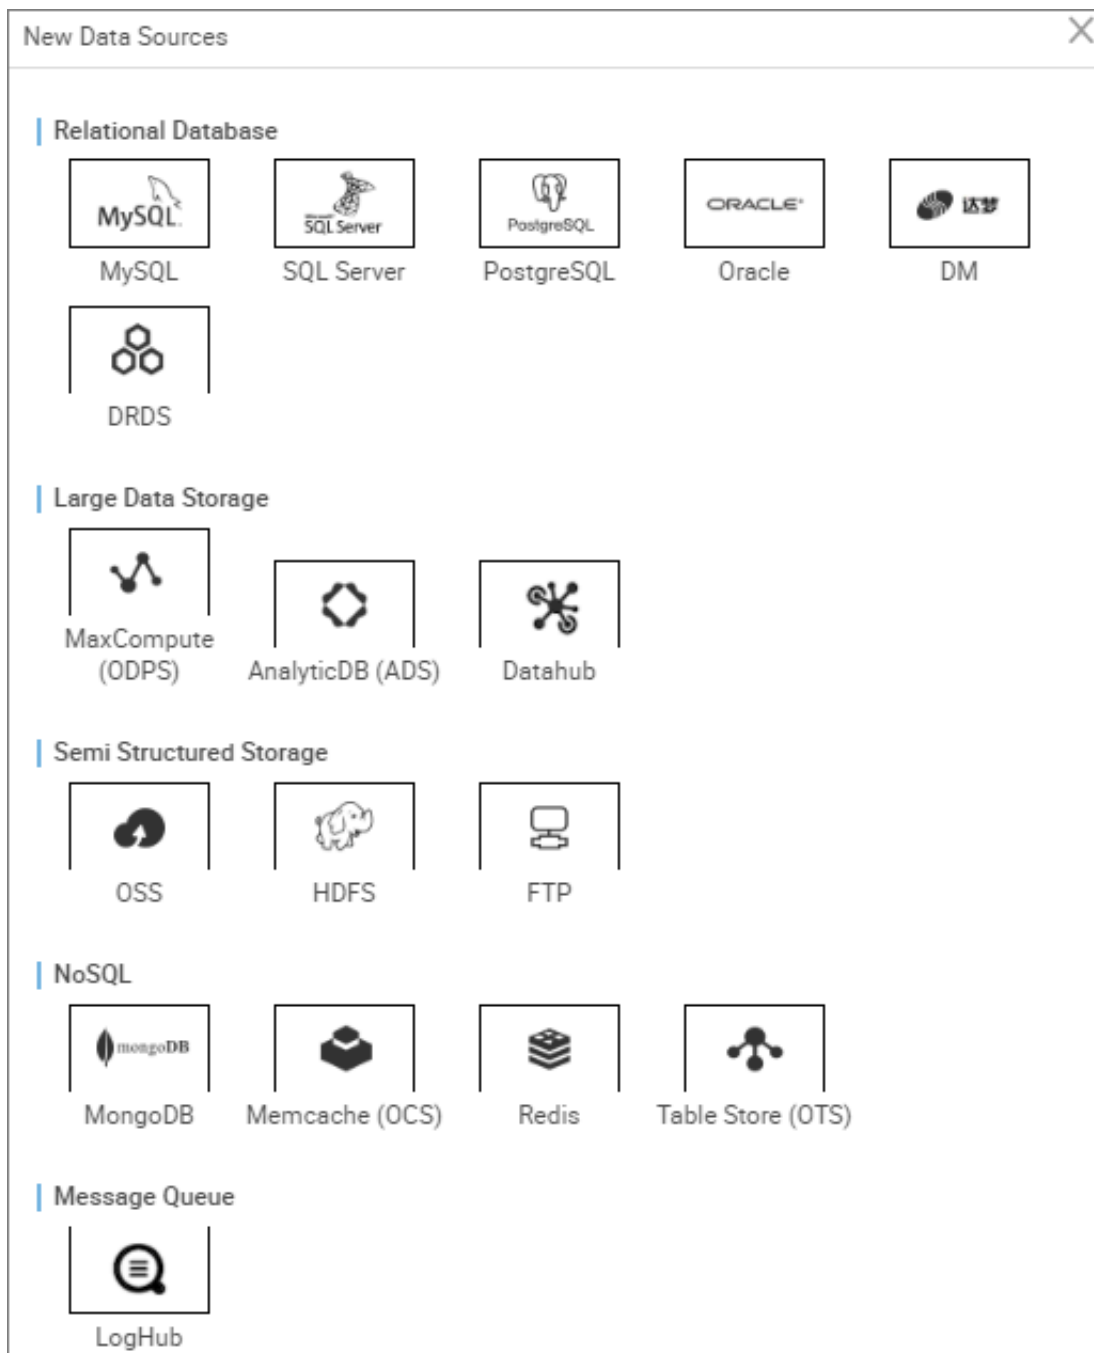 New Data Sources
Relational Database
MySQL
Microsoft
SQL Server
PostgreSQL
ORACLE
达梦
MySQL
SQL Server
PostgreSQL
Oracle
DM
DRDS
Large Data Storage
MaxCompute
(ODPS)
AnalyticDB (ADS)
Datahub
Semi Structured Storage
OSS
HDFS
FTP
NoSQL
mongoDB
MongoDB
Memcache (OCS)
Redis
Table Store (OTS)
Message Queue
LogHub